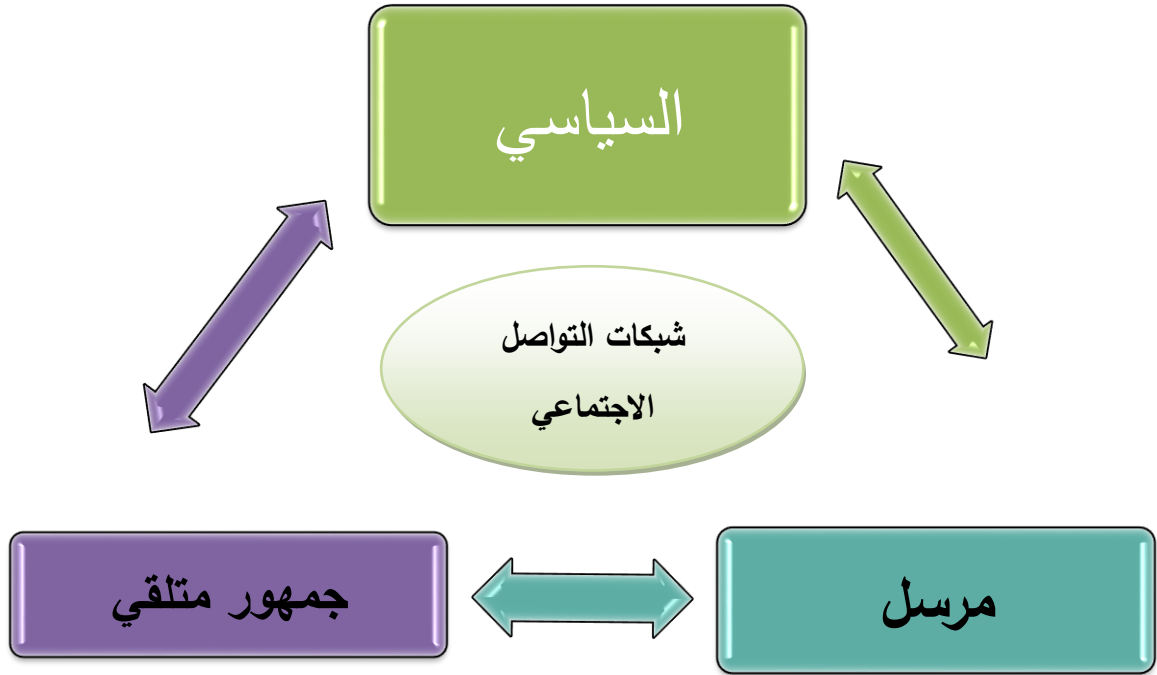 السياسي
شبكات التواصل
الاجتماعي
مرسل
جمهور متلقي